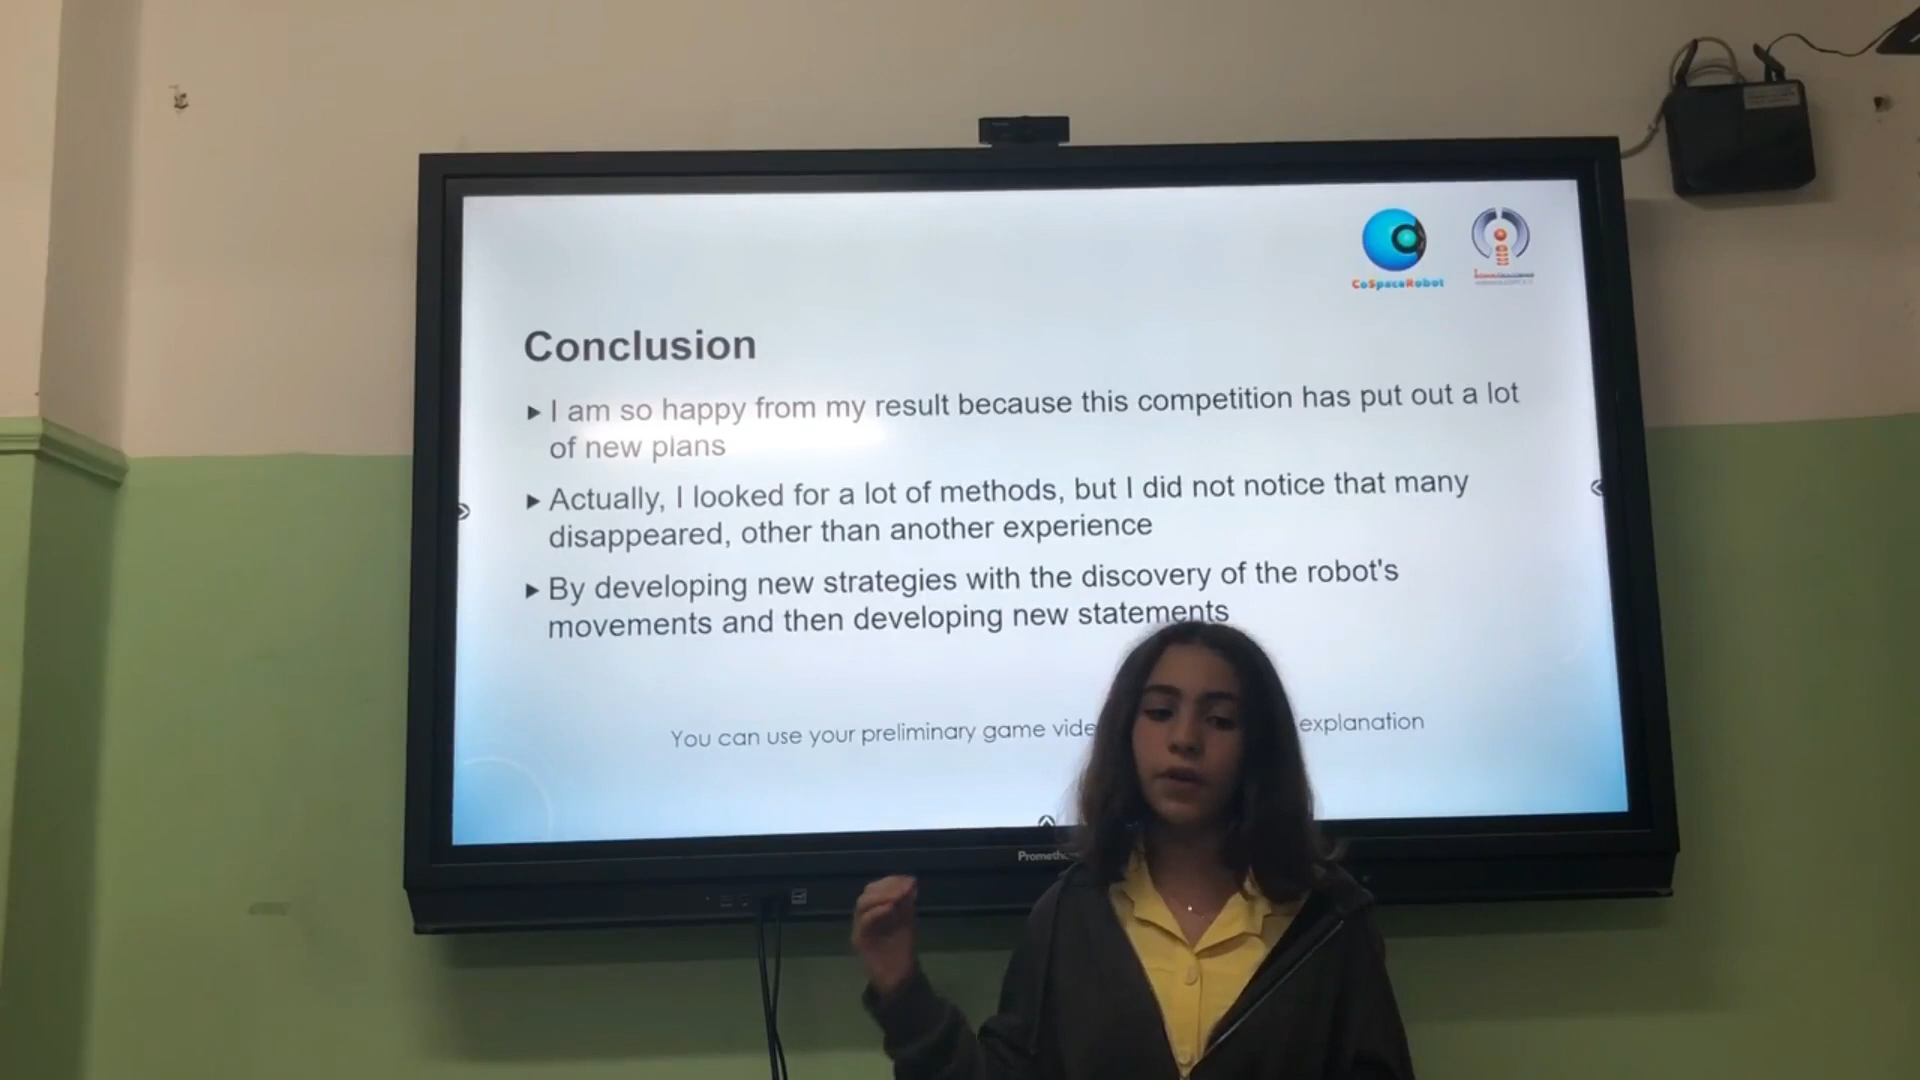 CoSpaceRobot
Conclusion
I am so happy from my result because this competition has put out a lot
of new plans
Actually, I looked for a lot of methods, but I did not notice that many
disappeared, other than another experience
By developing new strategies with the discovery of the robot's
movements and then developing new statements
You can use your preliminary game vide explanation
Prometh